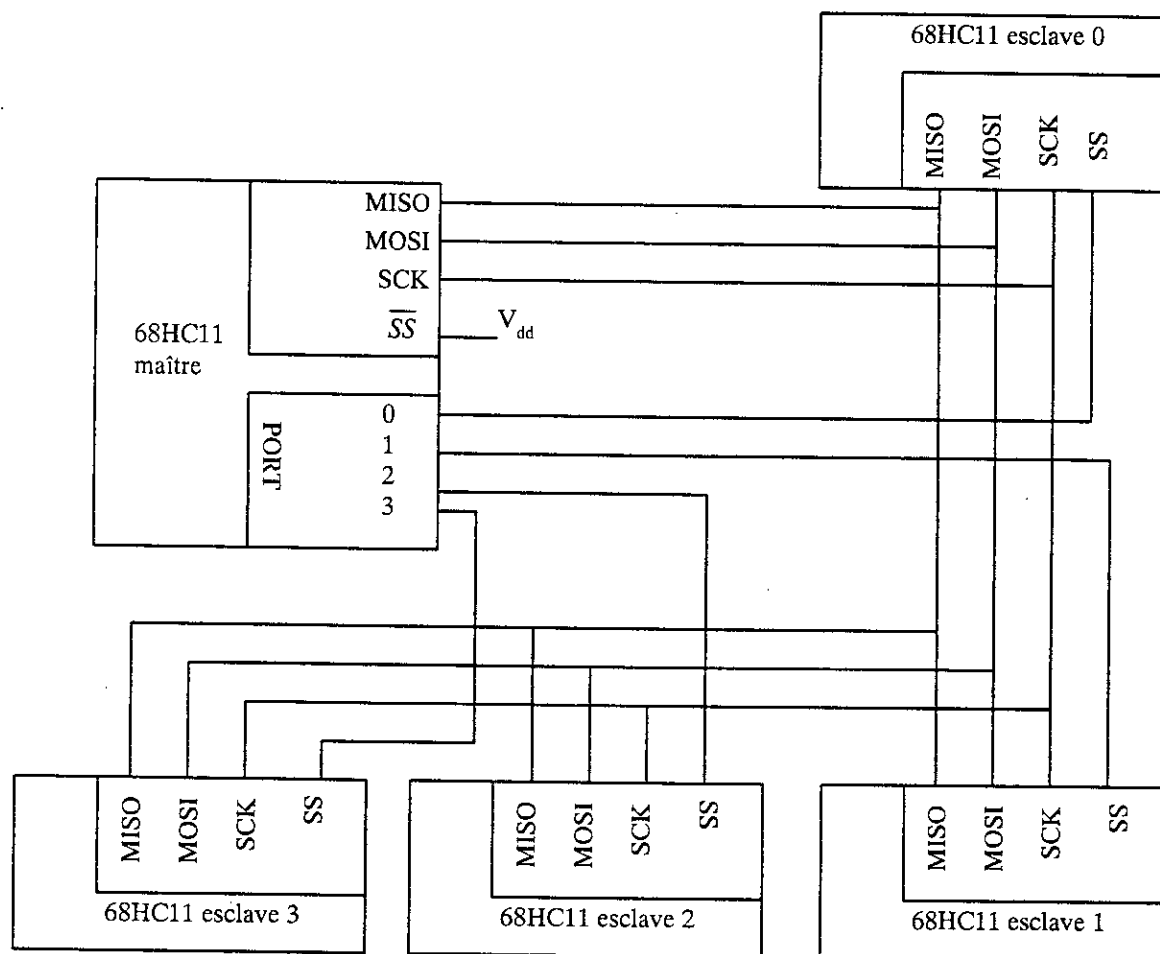 68HC11 esclave 0
MISO
MOSI
SCK
SS
MISO
MOSI
SCK
SS
Vdd
68HC11
maître
PORT
0
1
2
3
MISO
MOSI
SCK
SS
68HC11 esclave 3
MISO
MOSI
SCK
SS
68HC11 esclave 2
MISO
MOSI
SCK
SS
68HC11 esclave 1